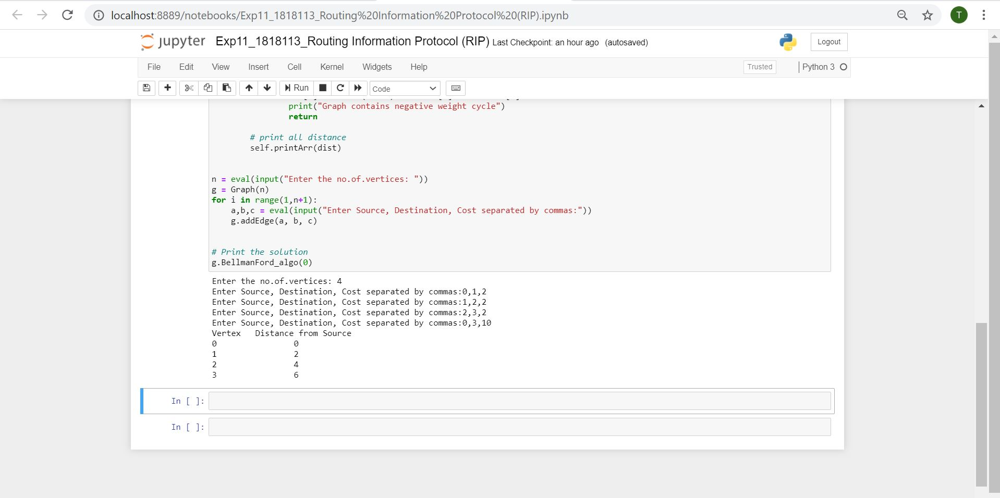 localhost:8889/notebooks/Exp11_1818113_Routing%20Information%20Protocol%20(RIP).ipynb
T
jupyter Exp11_1818113_Routing Information Protocol (RIP) Last Checkpoint: an hour ago (autosaved)
Logout
File Edit View Insert Cell Kernel Widgets Help
Trusted
Python 3
Run
Code
print("Graph contains negative weight cycle")
return
# print all distance
self.printArr(dist)
n = eval(input("Enter the no.of.vertices: "))
g = Graph(n)
for i in range(1,n+1):
a,b,c = eval(input("Enter Source, Destination, Cost separated by commas:"))
g.addEdge(a, b, c)
# Print the solution
g.BellmanFord_algo(0)
Enter the no.of.vertices: 4
Enter Source, Destination, Cost separated by commas:0,1,2
Enter Source, Destination, Cost separated by commas:1,2,2
Enter Source, Destination, Cost separated by commas:2,3,2
Enter Source, Destination, Cost separated by commas:0,3,10
Vertex Distance from Source
0 0
1 2
2 4
3 6
In [ ]:
In [ ]: